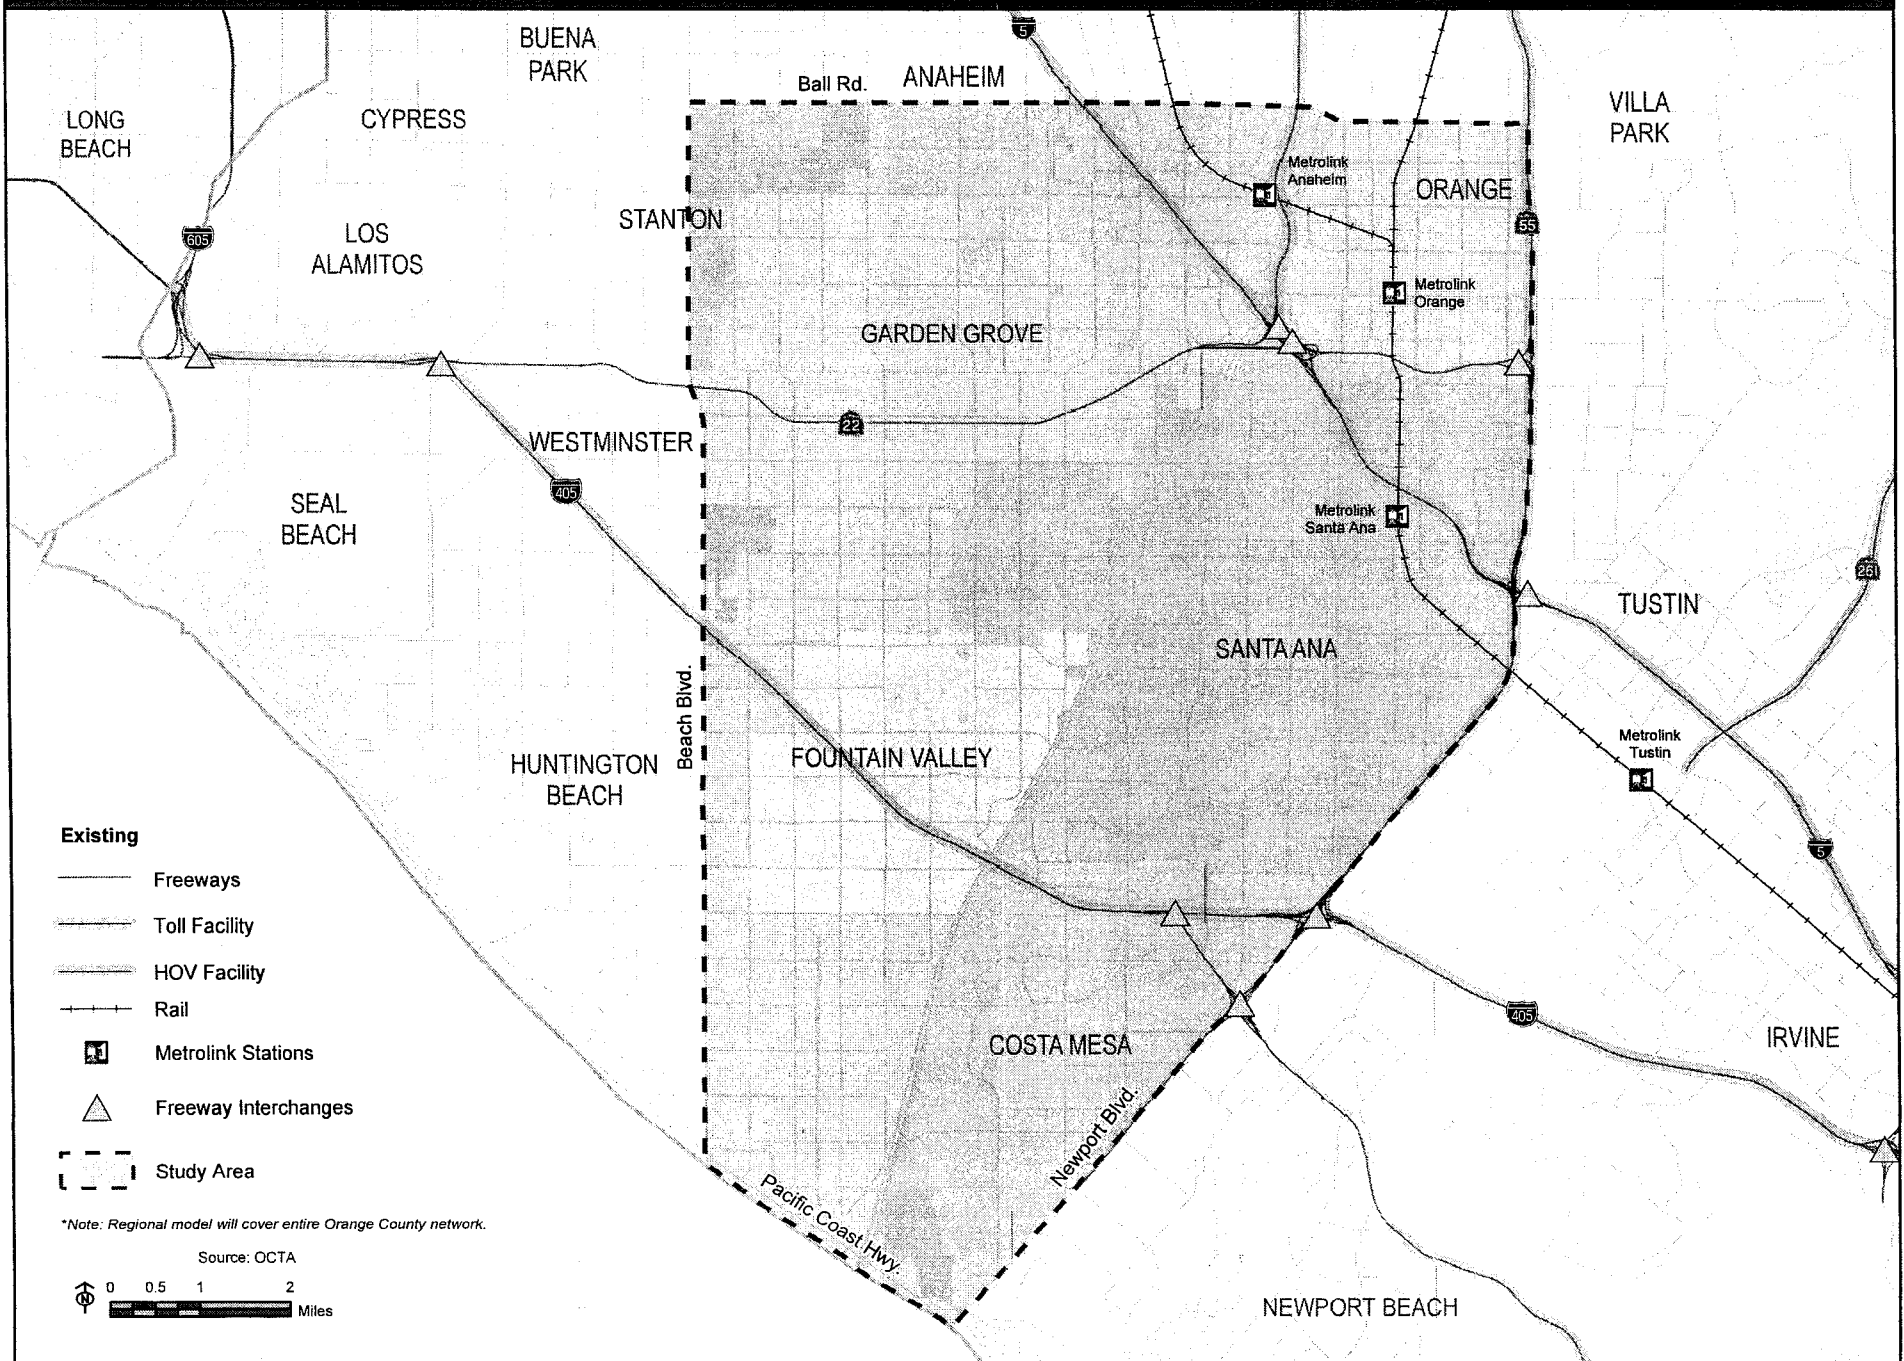 5
BUENA
PARK
Ball Rd.
ANAHEIM
LONG
BEACH
CYPRESS
VILLA
PARK
Metrolink
Anaheim
ORANGE
STANTON
55
605
LOS
ALAMITOS
Metrolink
Orange
GARDEN GROVE
22
WESTMINSTER
405
SEAL
BEACH
Metrolink
Santa Ana
261
TUSTIN
SANTA ANA
Beach Blvd.
Metrolink
Tustin
FOUNTAIN VALLEY
HUNTINGTON
BEACH
5
405
COSTA MESA
IRVINE
Newport Blvd.
Pacific Coast Hwy.
NEWPORT BEACH
Existing
Freeways
Toll Facility
HOV Facility
Rail
Metrolink Stations
Freeway Interchanges
Study Area
*Note: Regional model will cover entire Orange County network.
Source: OCTA
N
0 0.5 1 2
Miles